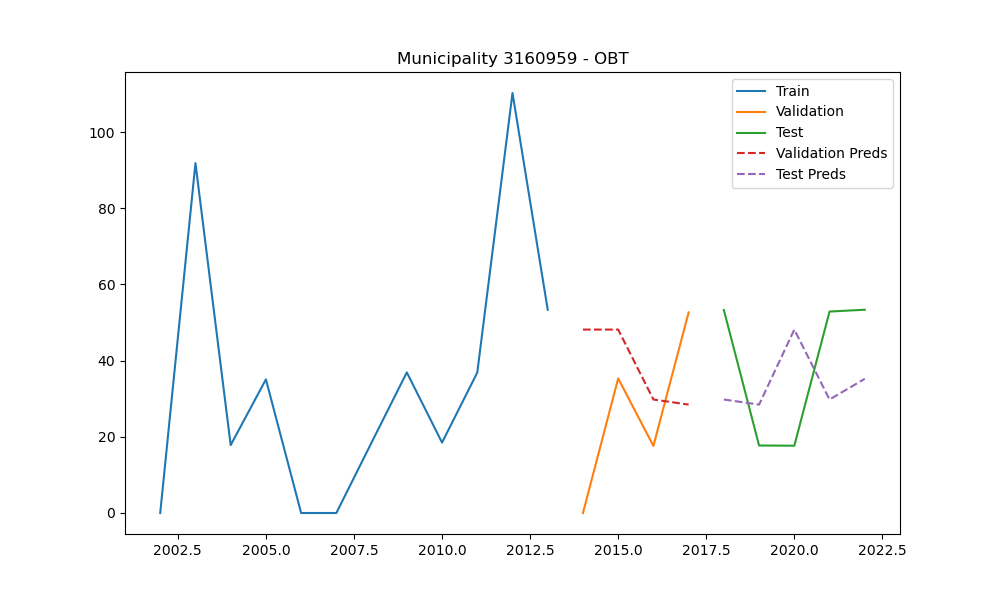 Municipality 3160959 - OBT
Train
Validation
Test
Validation Preds
Test Preds
100
80
60
40
20
0
2002.5 2005.0 2007.5 2010.0 2012.5 2015.0 2017.5 2020.0 2022.5